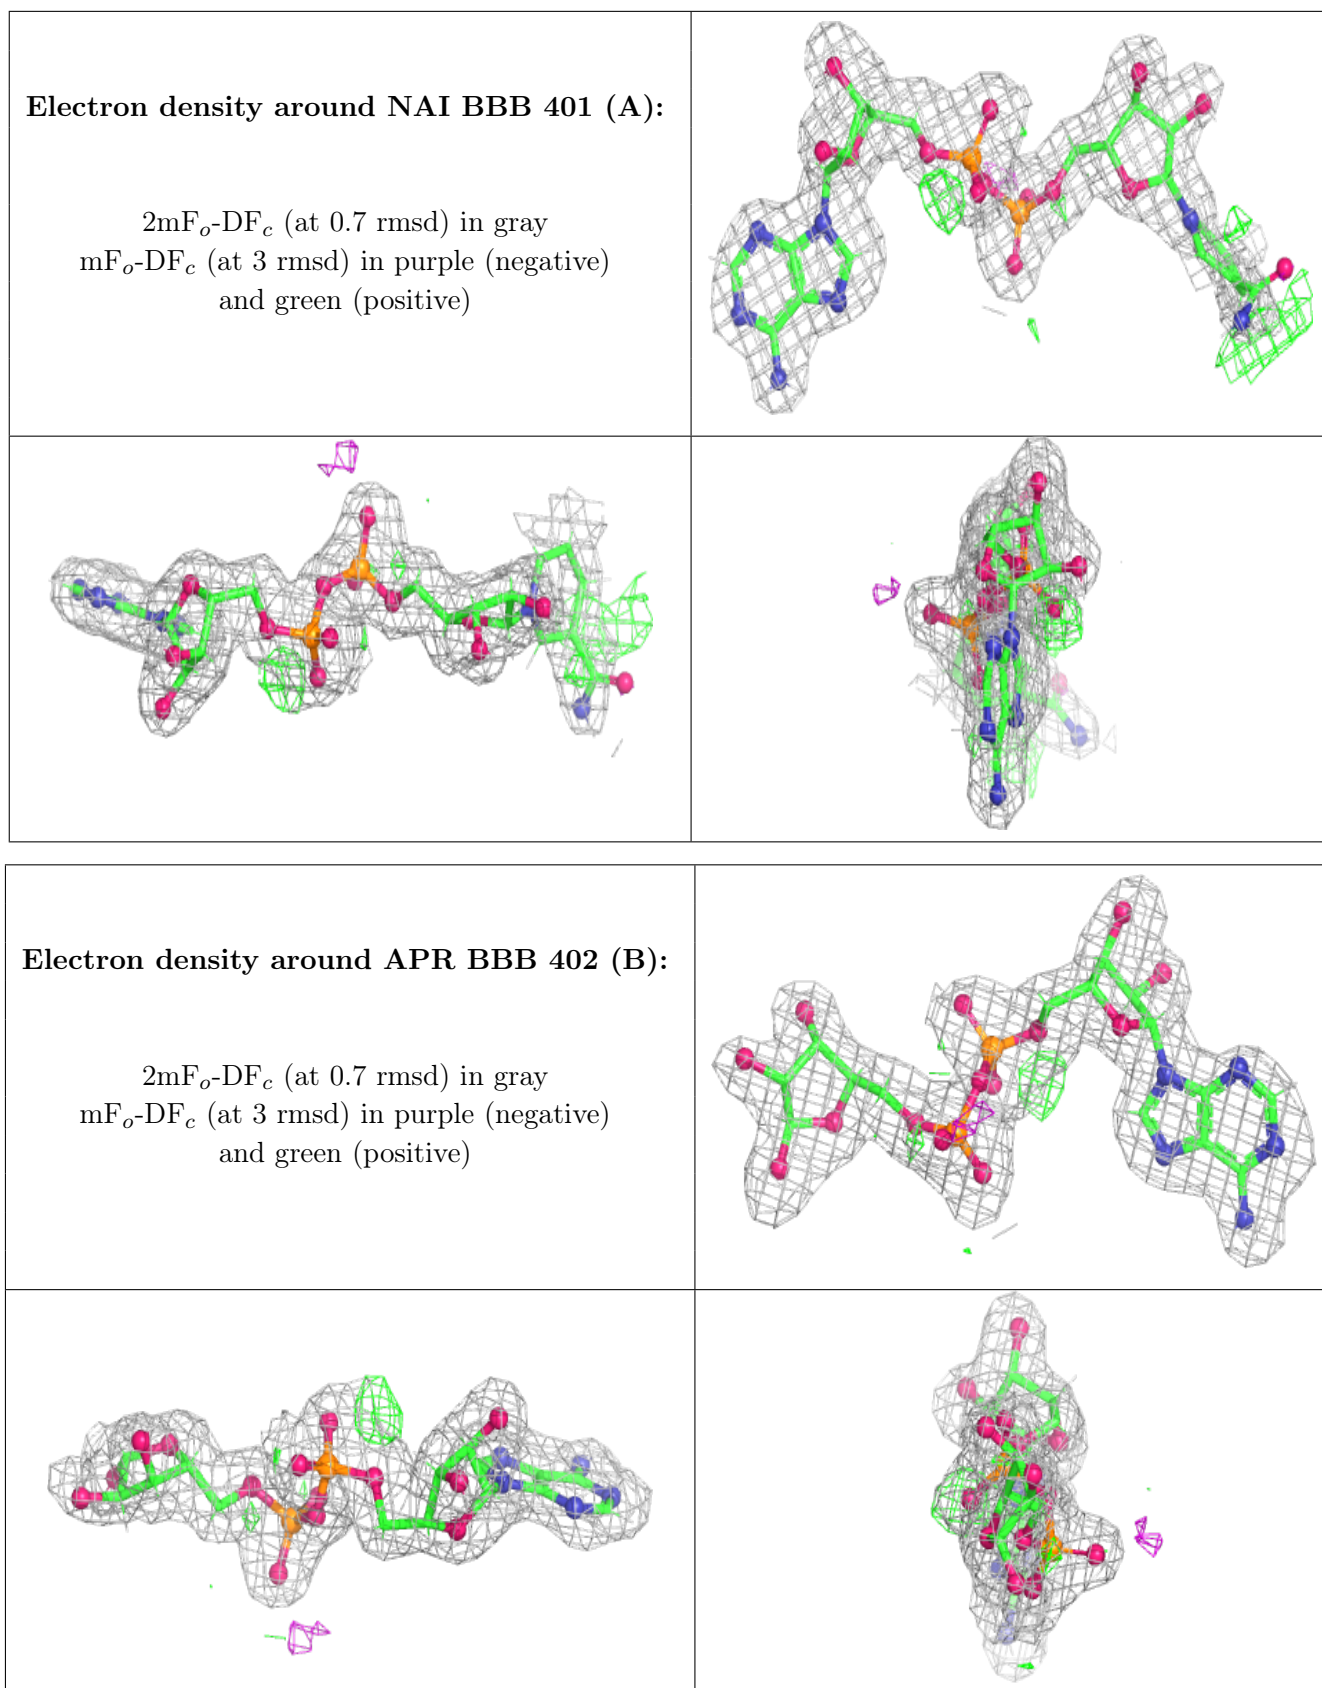 Electron density around NAI BBB 401 (A):
2mFo-DFc (at 0.7 rmsd) in gray
mFo-DFc (at 3 rmsd) in purple (negative)
and green (positive)
Electron density around APR BBB 402 (B):
2mFo-DFc (at 0.7 rmsd) in gray
mFo-DFc (at 3 rmsd) in purple (negative)
and green (positive)